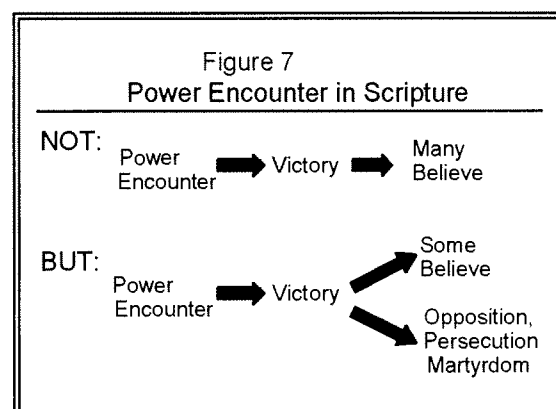 Figure 7
Power Encounter in Scripture
NOT:
Power
Encounter
Victory
Many
Believe
BUT:
Power
Encounter
Victory
Some
Believe
Opposition,
Persecution
Martyrdom